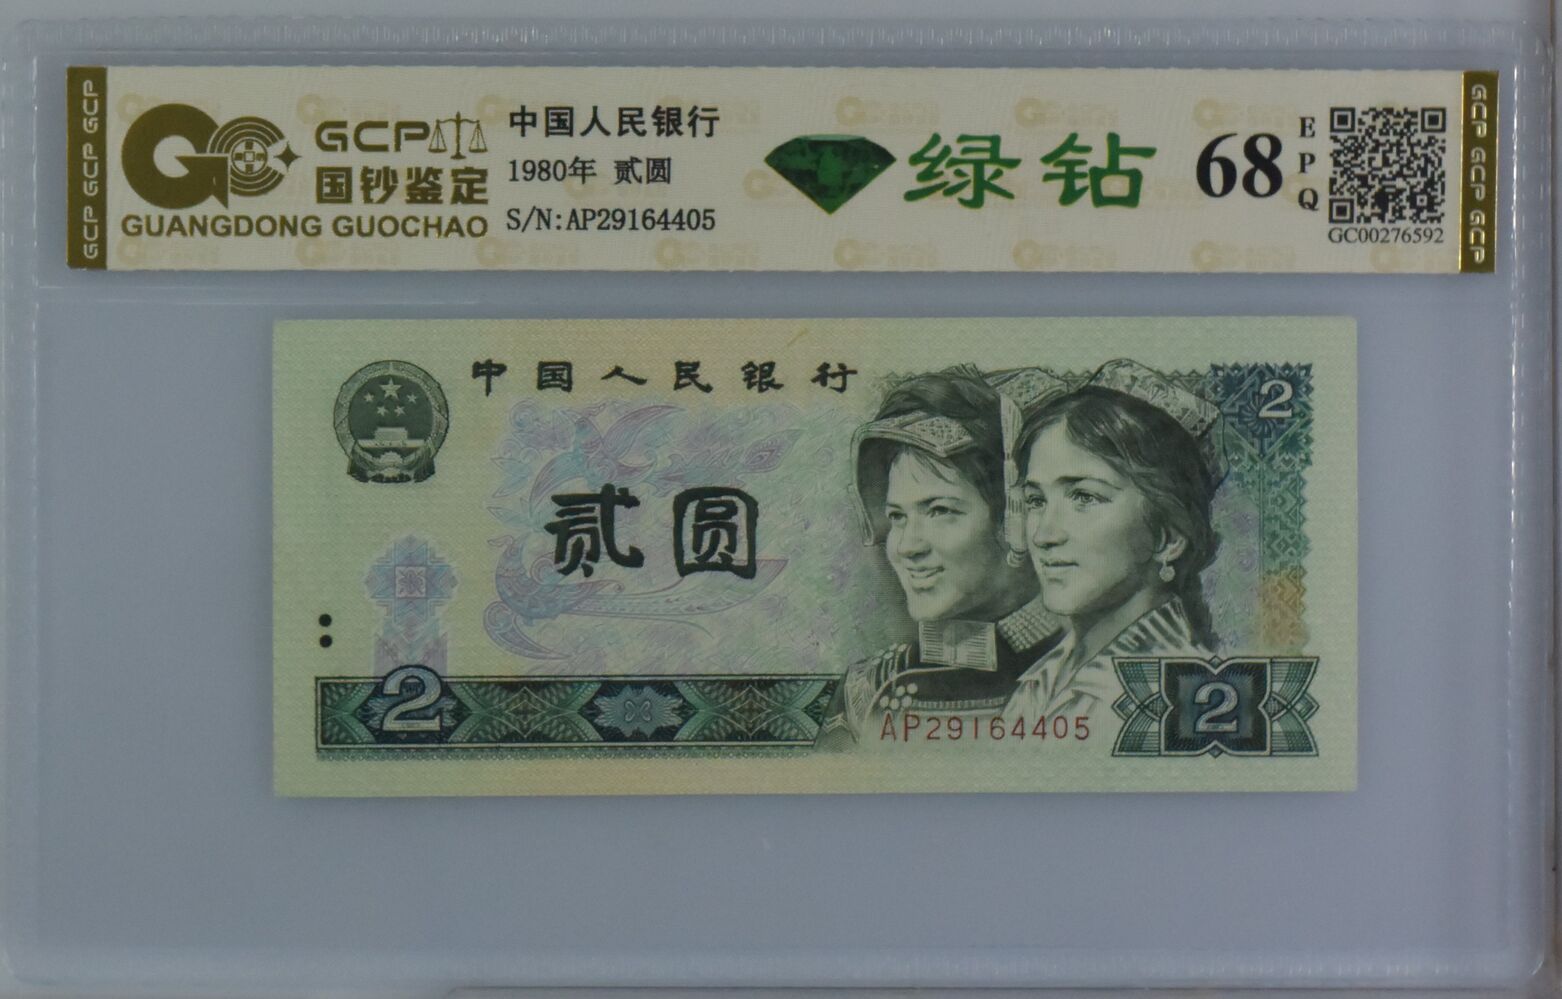 GCP GCP GCP
GCP
国钞鉴定
GUANGDONG GUOCHAO
中国人民银行
1980年 贰圆
S/N:AP29164405
绿钻
68
EPQ
GC00276592
GCP GCP GCP
中国人民银行
2
贰圆
2
AP29164405
2